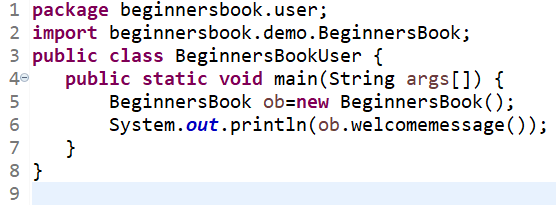 1 package beginnersbook.user;
2 import beginnersbook.demo.BeginnersBook;
3 public class BeginnersBookUser {
4 public static void main(String args[]) {
5 BeginnersBook ob=new BeginnersBook();
6 System.out.println(ob.welcomemessage());
7 }
8 }
9